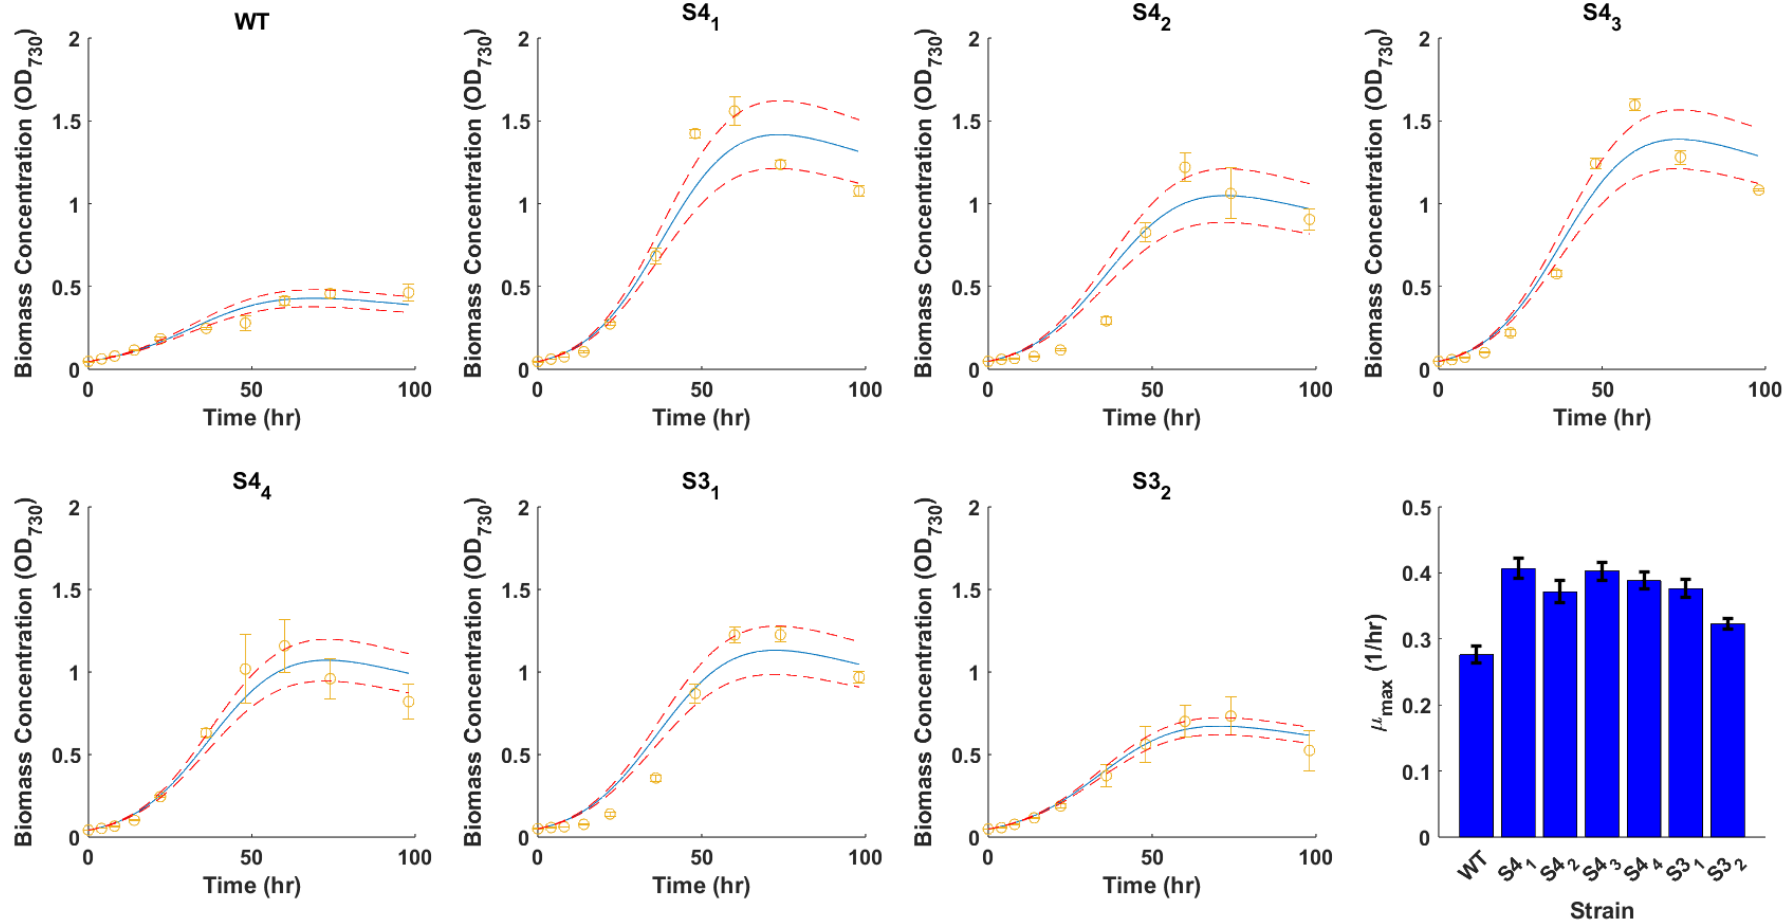 WT
Biomass Concentration (OD730)
2
1.5
1
0.5
0
0 50 100
Time (hr)
S41
Biomass Concentration (OD730)
2
1.5
1
0.5
0
0 50 100
Time (hr)
S42
Biomass Concentration (OD730)
2
1.5
1
0.5
0
0 50 100
Time (hr)
S43
Biomass Concentration (OD730)
2
1.5
1
0.5
0
0 50 100
Time (hr)
S44
Biomass Concentration (OD730)
2
1.5
1
0.5
0
0 50 100
Time (hr)
S31
Biomass Concentration (OD730)
2
1.5
1
0.5
0
0 50 100
Time (hr)
S32
Biomass Concentration (OD730)
2
1.5
1
0.5
0
0 50 100
Time (hr)
μmax (1/hr)
0.5
0.4
0.3
0.2
0.1
0
WT S41 S42 S43 S44 S31 S32
Strain